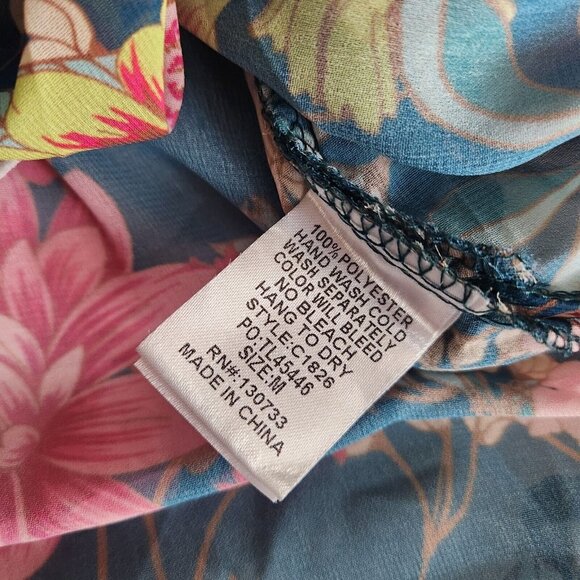 100% POLYESTER
HAND WASH COLD
WASH SEPARATELY
COLOR WILL BLEED
NO BLEACH
HANG TO DRY
STYLE:C1826
PO:TL45446
SIZE:M
RN#:130733
MADE IN CHINA